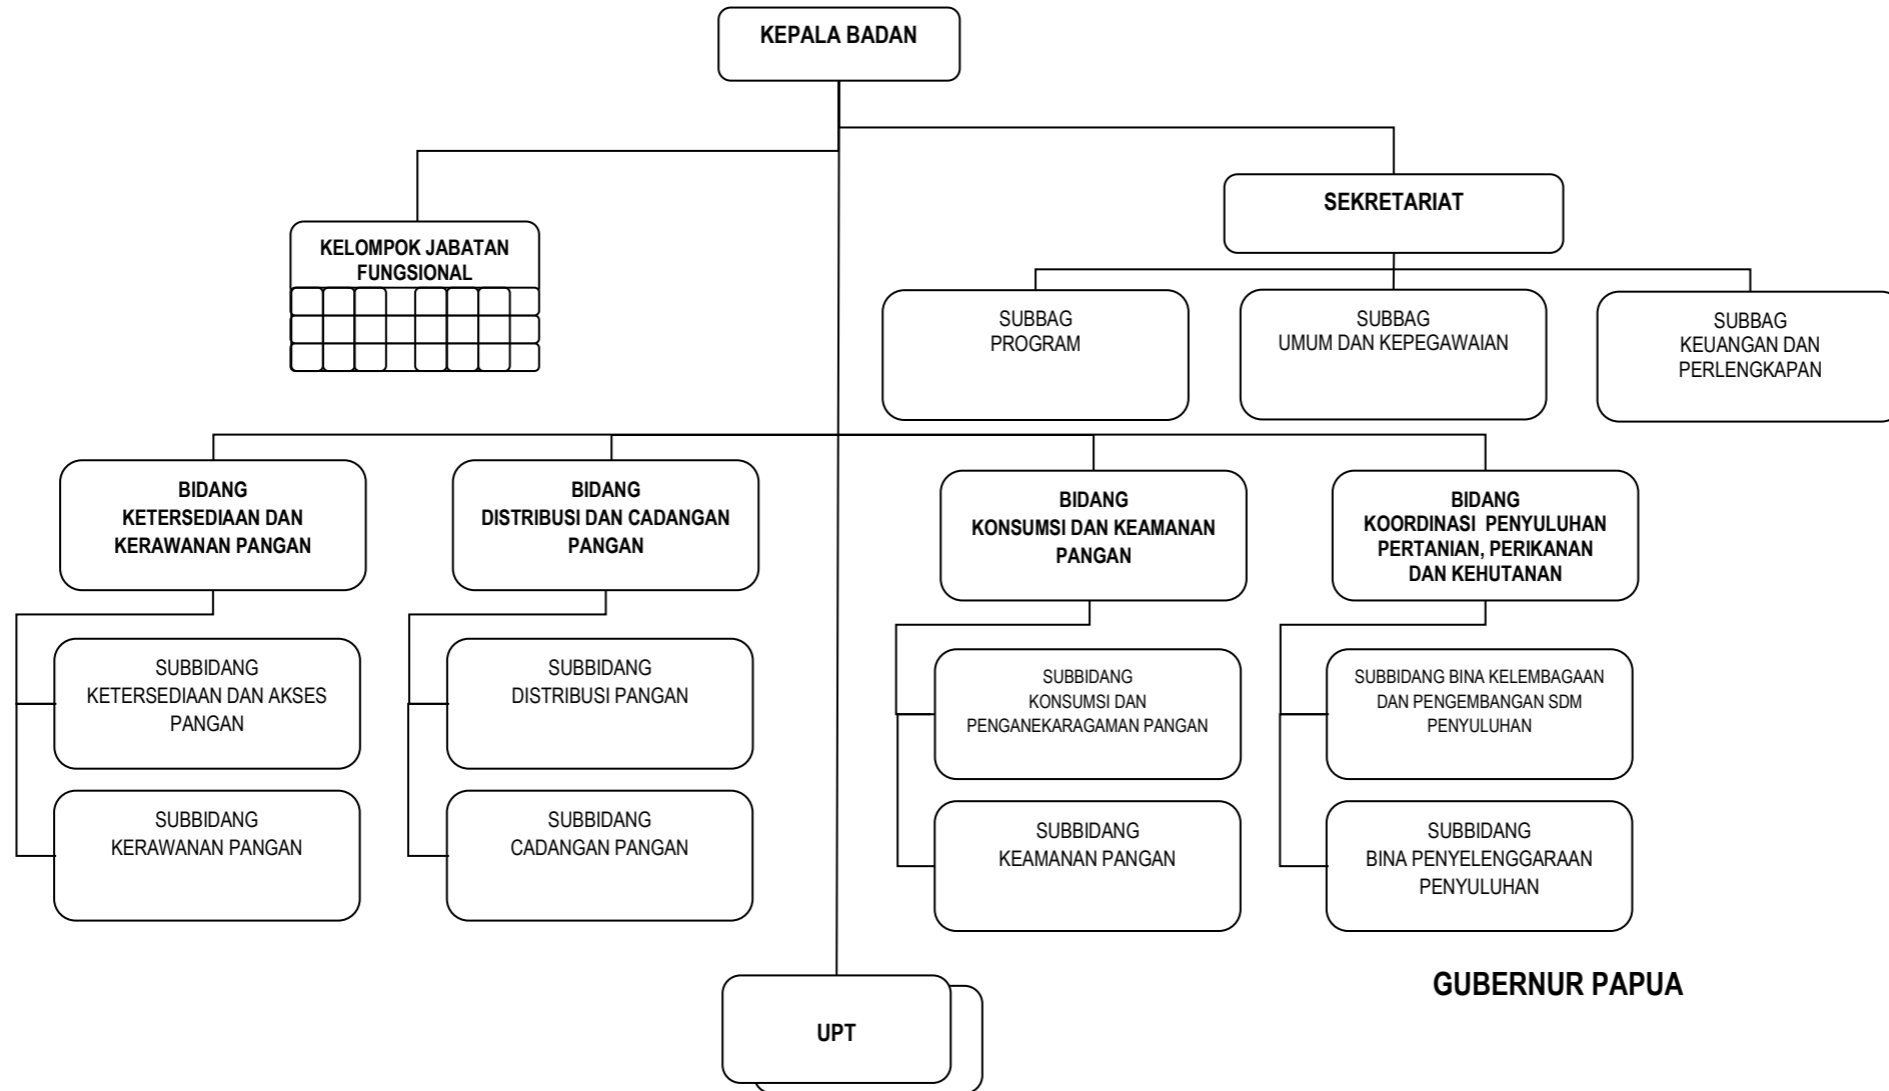 KEPALA BADAN
SEKRETARIAT
KELOMPOK JABATAN
FUNGSIONAL
SUBBAG
PROGRAM
SUBBAG
UMUM DAN KEPEGAWAIAN
SUBBAG
KEUANGAN DAN
PERLENGKAPAN
BIDANG
KETERSEDIAAN DAN
KERAWANAN PANGAN
BIDANG
DISTRIBUSI DAN CADANGAN
PANGAN
BIDANG
KONSUMSI DAN KEAMANAN
PANGAN
BIDANG
KOORDINASI PENYULUHAN
PERTANIAN, PERIKANAN
DAN KEHUTANAN
SUBBIDANG
KETERSEDIAAN DAN AKSES
PANGAN
SUBBIDANG
DISTRIBUSI PANGAN
SUBBIDANG
KONSUMSI DAN
PENGANEKARAGAMAN PANGAN
SUBBIDANG BINA KELEMBAGAAN
DAN PENGEMBANGAN SDM
PENYULUHAN
SUBBIDANG
KERAWANAN PANGAN
SUBBIDANG
CADANGAN PANGAN
SUBBIDANG
KEAMANAN PANGAN
SUBBIDANG
BINA PENYELENGGARAAN
PENYULUHAN
GUBERNUR PAPUA
UPT